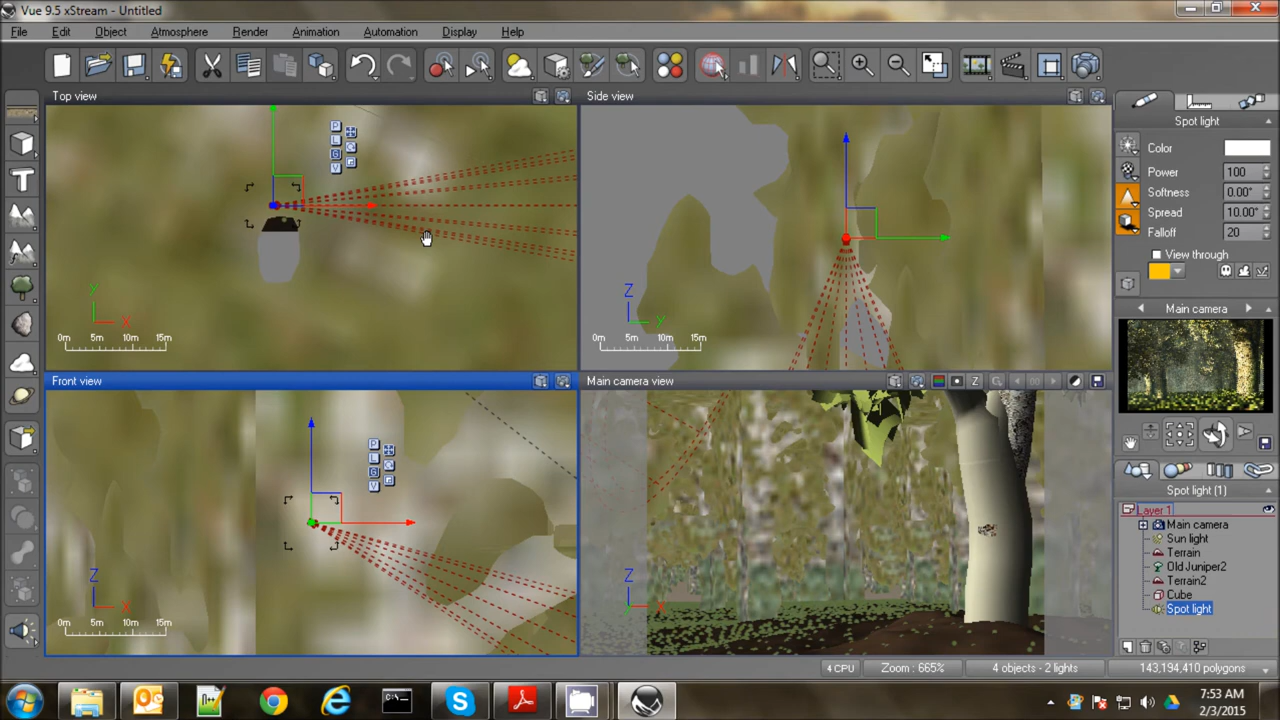 Vue 9.5 xStream - Untitled
File Edit Object Atmosphere Render Animation Automation Display Help
Top view
Side view
Spot light
Color
Power 100
Softness 0.00°
Spread 10.00°
Falloff 20
View through
P
L
G
V
Y
X
0m 5m 10m 15m
Z
Y
0m 5m 10m 15m
Main camera
Front view
Main camera view
Z
P
L
G
V
Z
X
0m 5m 10m 15m
Z
X
Spot light (1)
Layer 1
Main camera
Sun light
Terrain
Old Juniper2
Terrain2
Cube
Spot light
4 CPU
Zoom : 665%
4 objects - 2 lights
143,194,410 polygons
7:53 AM
2/3/2015